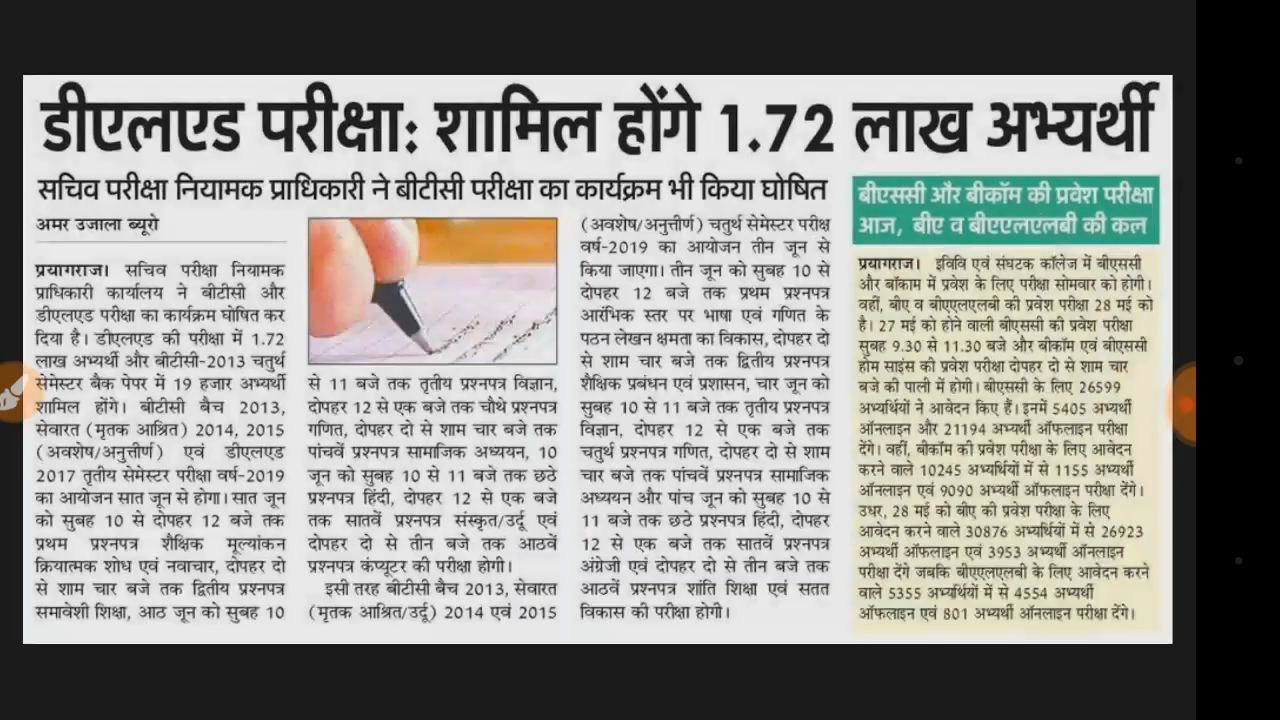 डीएलएड परीक्षा: शामिल होंगे 1.72 लाख अभ्यर्थी
सचिव परीक्षा नियामक प्राधिकारी ने बीटीसी परीक्षा का कार्यक्रम भी किया घोषित
अमर उजाला ब्यूरो
प्रयागराज। सचिव परीक्षा नियामक
प्राधिकारी कार्यालय ने बीटीसी और
डीएलएड परीक्षा का कार्यक्रम घोषित कर
दिया है। डीएलएड की परीक्षा में 1.72
लाख अभ्यर्थी और बीटीसी-2013 चतुर्थ
सेमेस्टर बैक पेपर में 19 हजार अभ्यर्थी
शामिल होंगे। बीटीसी बैच 2013,
सेवारत (मृतक आश्रित) 2014, 2015
(अवशेष/अनुत्तीर्ण) एवं डीएलएड
2017 तृतीय सेमेस्टर परीक्षा वर्ष-2019
का आयोजन सात जून से होगा। सात जून
को सुबह 10 से दोपहर 12 बजे तक
प्रथम प्रश्नपत्र शैक्षिक मूल्यांकन
क्रियात्मक शोध एवं नवाचार, दोपहर दो
से शाम चार बजे तक द्वितीय प्रश्नपत्र
समावेशी शिक्षा, आठ जून को सुबह 10
से 11 बजे तक तृतीय प्रश्नपत्र विज्ञान,
दोपहर 12 से एक बजे तक चौथे प्रश्नपत्र
गणित, दोपहर दो से शाम चार बजे तक
पांचवें प्रश्नपत्र सामाजिक अध्ययन, 10
जून को सुबह 10 से 11 बजे तक छठे
प्रश्नपत्र हिंदी, दोपहर 12 से एक बजे
तक सातवें प्रश्नपत्र संस्कृत/उर्दू एवं
दोपहर दो से तीन बजे तक आठवें
प्रश्नपत्र कंप्यूटर की परीक्षा होगी।
इसी तरह बीटीसी बैच 2013, सेवारत
(मृतक आश्रित/उर्दू) 2014 एवं 2015
(अवशेष/अनुत्तीर्ण) चतुर्थ सेमेस्टर परीक्ष
वर्ष-2019 का आयोजन तीन जून से
किया जाएगा। तीन जून को सुबह 10 से
दोपहर 12 बजे तक प्रथम प्रश्नपत्र
आरंभिक स्तर पर भाषा एवं गणित के
पठन लेखन क्षमता का विकास, दोपहर दो
से शाम चार बजे तक द्वितीय प्रश्नपत्र
शैक्षिक प्रबंधन एवं प्रशासन, चार जून को
सुबह 10 से 11 बजे तक तृतीय प्रश्नपत्र
विज्ञान, दोपहर 12 से एक बजे तक
चतुर्थ प्रश्नपत्र गणित, दोपहर दो से शाम
चार बजे तक पांचवें प्रश्नपत्र सामाजिक
अध्ययन और पांच जून को सुबह 10 से
11 बजे तक छठे प्रश्नपत्र हिंदी, दोपहर
12 से एक बजे तक सातवें प्रश्नपत्र
अंग्रेजी एवं दोपहर दो से तीन बजे तक
आठवें प्रश्नपत्र शांति शिक्षा एवं सतत
विकास की परीक्षा होगी।
बीएससी और बीकॉम की प्रवेश परीक्षा
आज, बीए व बीएएलएलबी की कल
प्रयागराज। इविवि एवं संघटक कॉलेज में बीएससी
और बॉकाम में प्रवेश के लिए परीक्षा सोमवार को होगी।
वहीं, बीए व बीएएलएलबी की प्रवेश परीक्षा 28 मई को
है। 27 मई को होने वाली बीएससी की प्रवेश परीक्षा
सुबह 9.30 से 11.30 बजे और बीकॉम एवं बीएससी
होम साइंस की प्रवेश परीक्षा दोपहर दो से शाम चार
बजे की पाली में होगी। बीएससी के लिए 26599
अभ्यर्थियों ने आवेदन किए हैं। इनमें 5405 अभ्यर्थी
ऑनलाइन और 21194 अभ्यर्थी ऑफलाइन परीक्षा
देंगे। वहीं, बीकॉम की प्रवेश परीक्षा के लिए आवेदन
करने वाले 10245 अभ्यर्थियों में से 1155 अभ्यर्थी
ऑनलाइन एवं 9090 अभ्यर्थी ऑफलाइन परीक्षा देंगे।
उधर, 28 मई को बीए की प्रवेश परीक्षा के लिए
आवेदन करने वाले 30876 अभ्यर्थियों में से 26923
अभ्यर्थी ऑफलाइन एवं 3953 अभ्यर्थी ऑनलाइन
परीक्षा देंगे जबकि बीएएलएलबी के लिए आवेदन करने
वाले 5355 अभ्यर्थियों में से 4554 अभ्यर्थी
ऑफलाइन एवं 801 अभ्यर्थी ऑनलाइन परीक्षा देंगे।